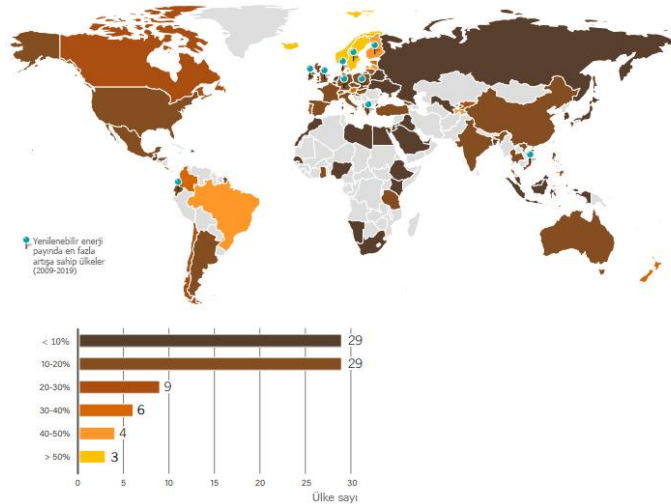 Yenilenebilir enerji
payında en fazla
artışa sahip ülkeler
(2009-2019)
< 10% 29
10-20% 29
20-30% 9
30-40% 6
40-50% 4
> 50% 3
0 5 10 15 20 25 30
Ülke sayı